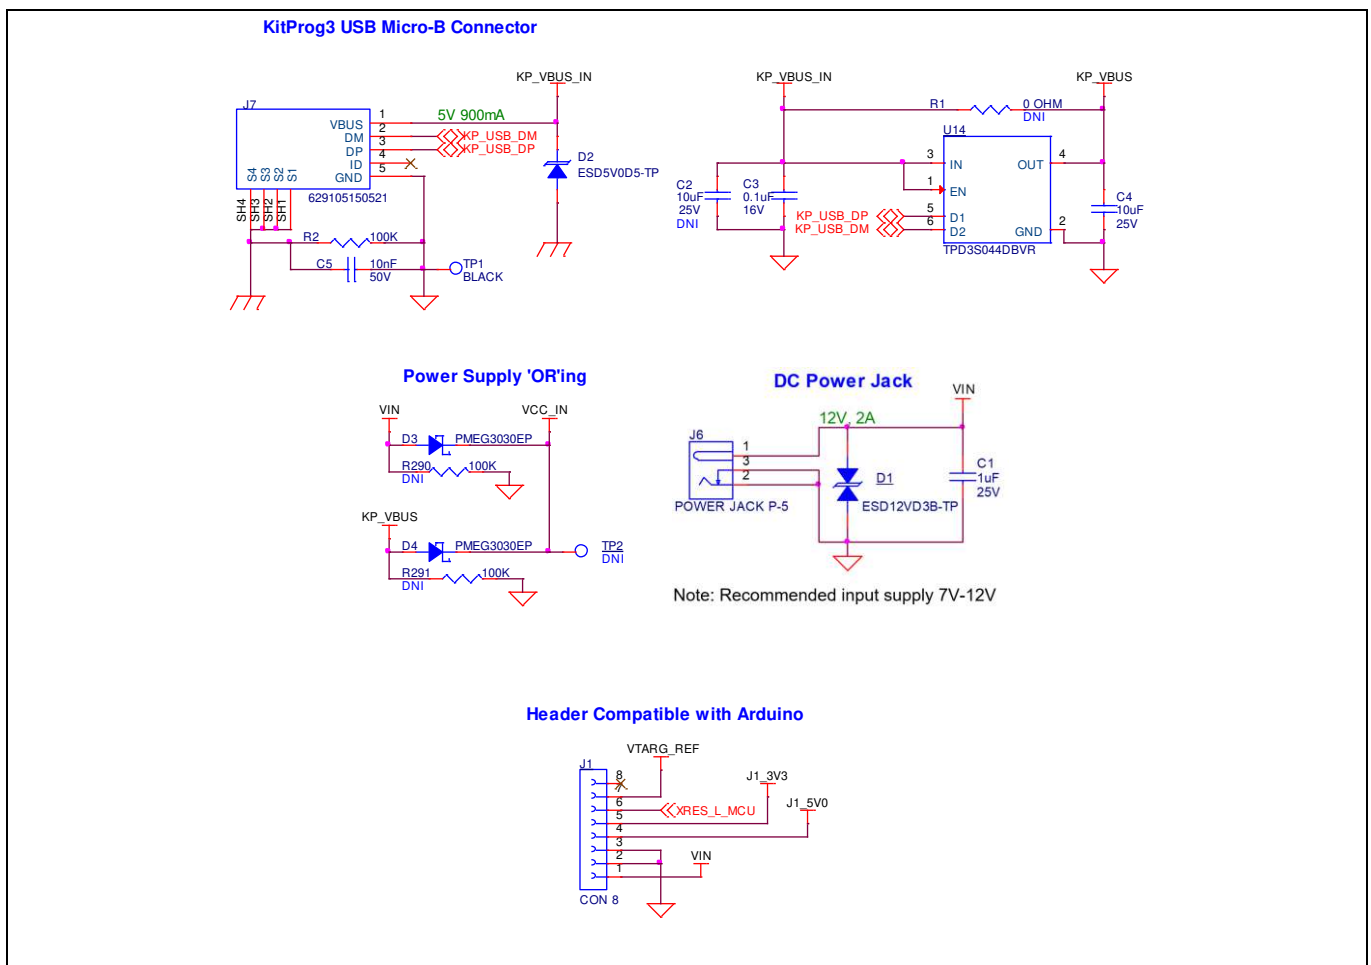 KitProg3 USB Micro-B Connector
KP_VBUS_IN
J7
VBUS 1 5V 900mA
DM 2 KP_USB_DM
DP 3 KP_USB_DP
ID 4
GND 5
S4 S3 S2 S1
SH4 SH3 SH2 SH1
629105150521
D2
ESD5V0D5-TP
R2 100K
C5 10nF
50V
TP1
BLACK
KP_VBUS_IN
KP_VBUS
R1 0 OHM
DNI
U14
3 IN OUT 4
1 EN
5 D1
6 D2 GND 2
TPD3S044DBVR
KP_USB_DP
KP_USB_DM
C2
10uF
25V
DNI
C3
0.1uF
16V
C4
10uF
25V
Power Supply 'OR'ing
VIN
VCC_IN
D3 PMEG3030EP
R290 100K
DNI
KP_VBUS
D4 PMEG3030EP
R291 100K
DNI
TP2
DNI
DC Power Jack
VIN
12V, 2A
J6
1
3
2
POWER JACK P-5
D1
ESD12VD3B-TP
C1
1uF
25V
Note: Recommended input supply 7V-12V
Header Compatible with Arduino
VTARG_REF
J1
J1_3V3
J1_5V0
8
7
6 XRES_L_MCU
5
4
3
2
1
VIN
CON 8